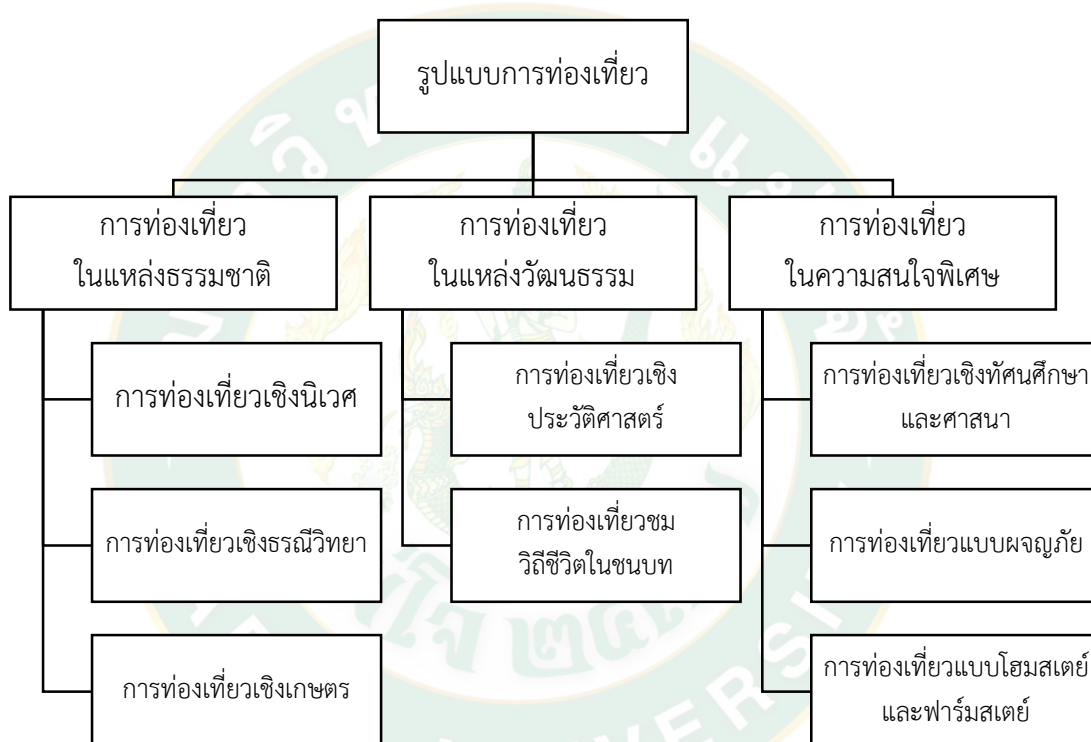 รูปแบบการท่องเที่ยว
การท่องเที่ยว
ในแหล่งธรรมชาติ
การท่องเที่ยวเชิงนิเวศ
การท่องเที่ยวเชิงธรณีวิทยา
การท่องเที่ยวเชิงเกษตร
การท่องเที่ยว
ในแหล่งวัฒนธรรม
การท่องเที่ยวเชิง
ประวัติศาสตร์
การท่องเที่ยวชม
วิถีชีวิตในชนบท
การท่องเที่ยว
ในความสนใจพิเศษ
การท่องเที่ยวเชิงทัศนศึกษา
และศาสนา
การท่องเที่ยวแบบผจญภัย
การท่องเที่ยวแบบโฮมสเตย์
และฟาร์มสเตย์